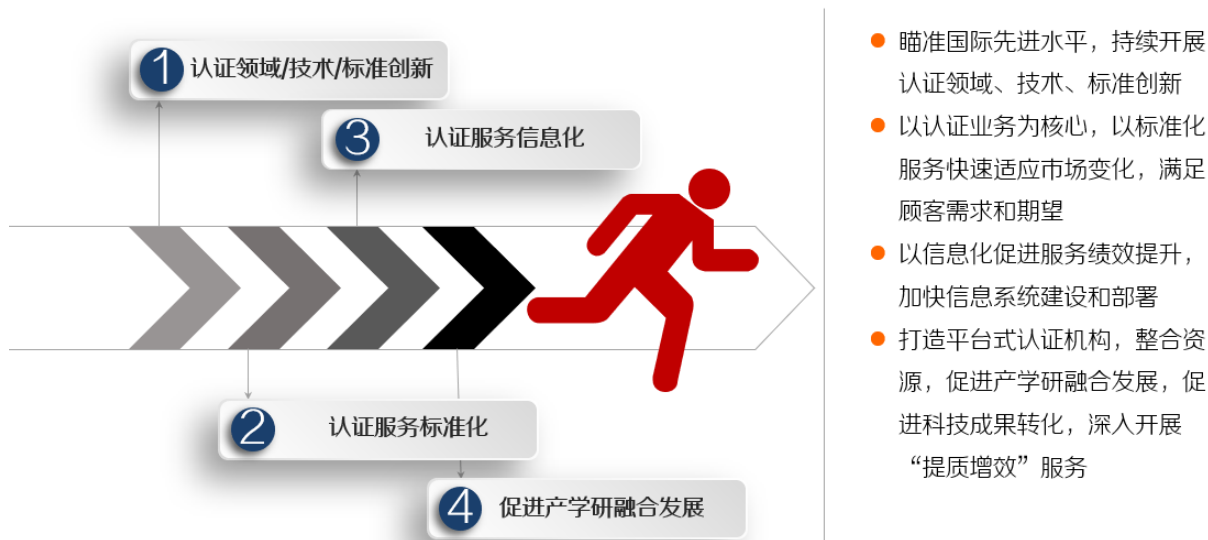 1 认证领域/技术/标准创新
3 认证服务信息化
2 认证服务标准化
4 促进产学研融合发展
瞄准国际先进水平，持续开展
认证领域、技术、标准创新
以认证业务为核心，以标准化
服务快速适应市场变化，满足
顾客需求和期望
以信息化促进服务绩效提升，
加快信息系统建设和部署
打造平台式认证机构，整合资
源，促进产学研融合发展，促
进科技成果转化，深入开展
“提质增效”服务